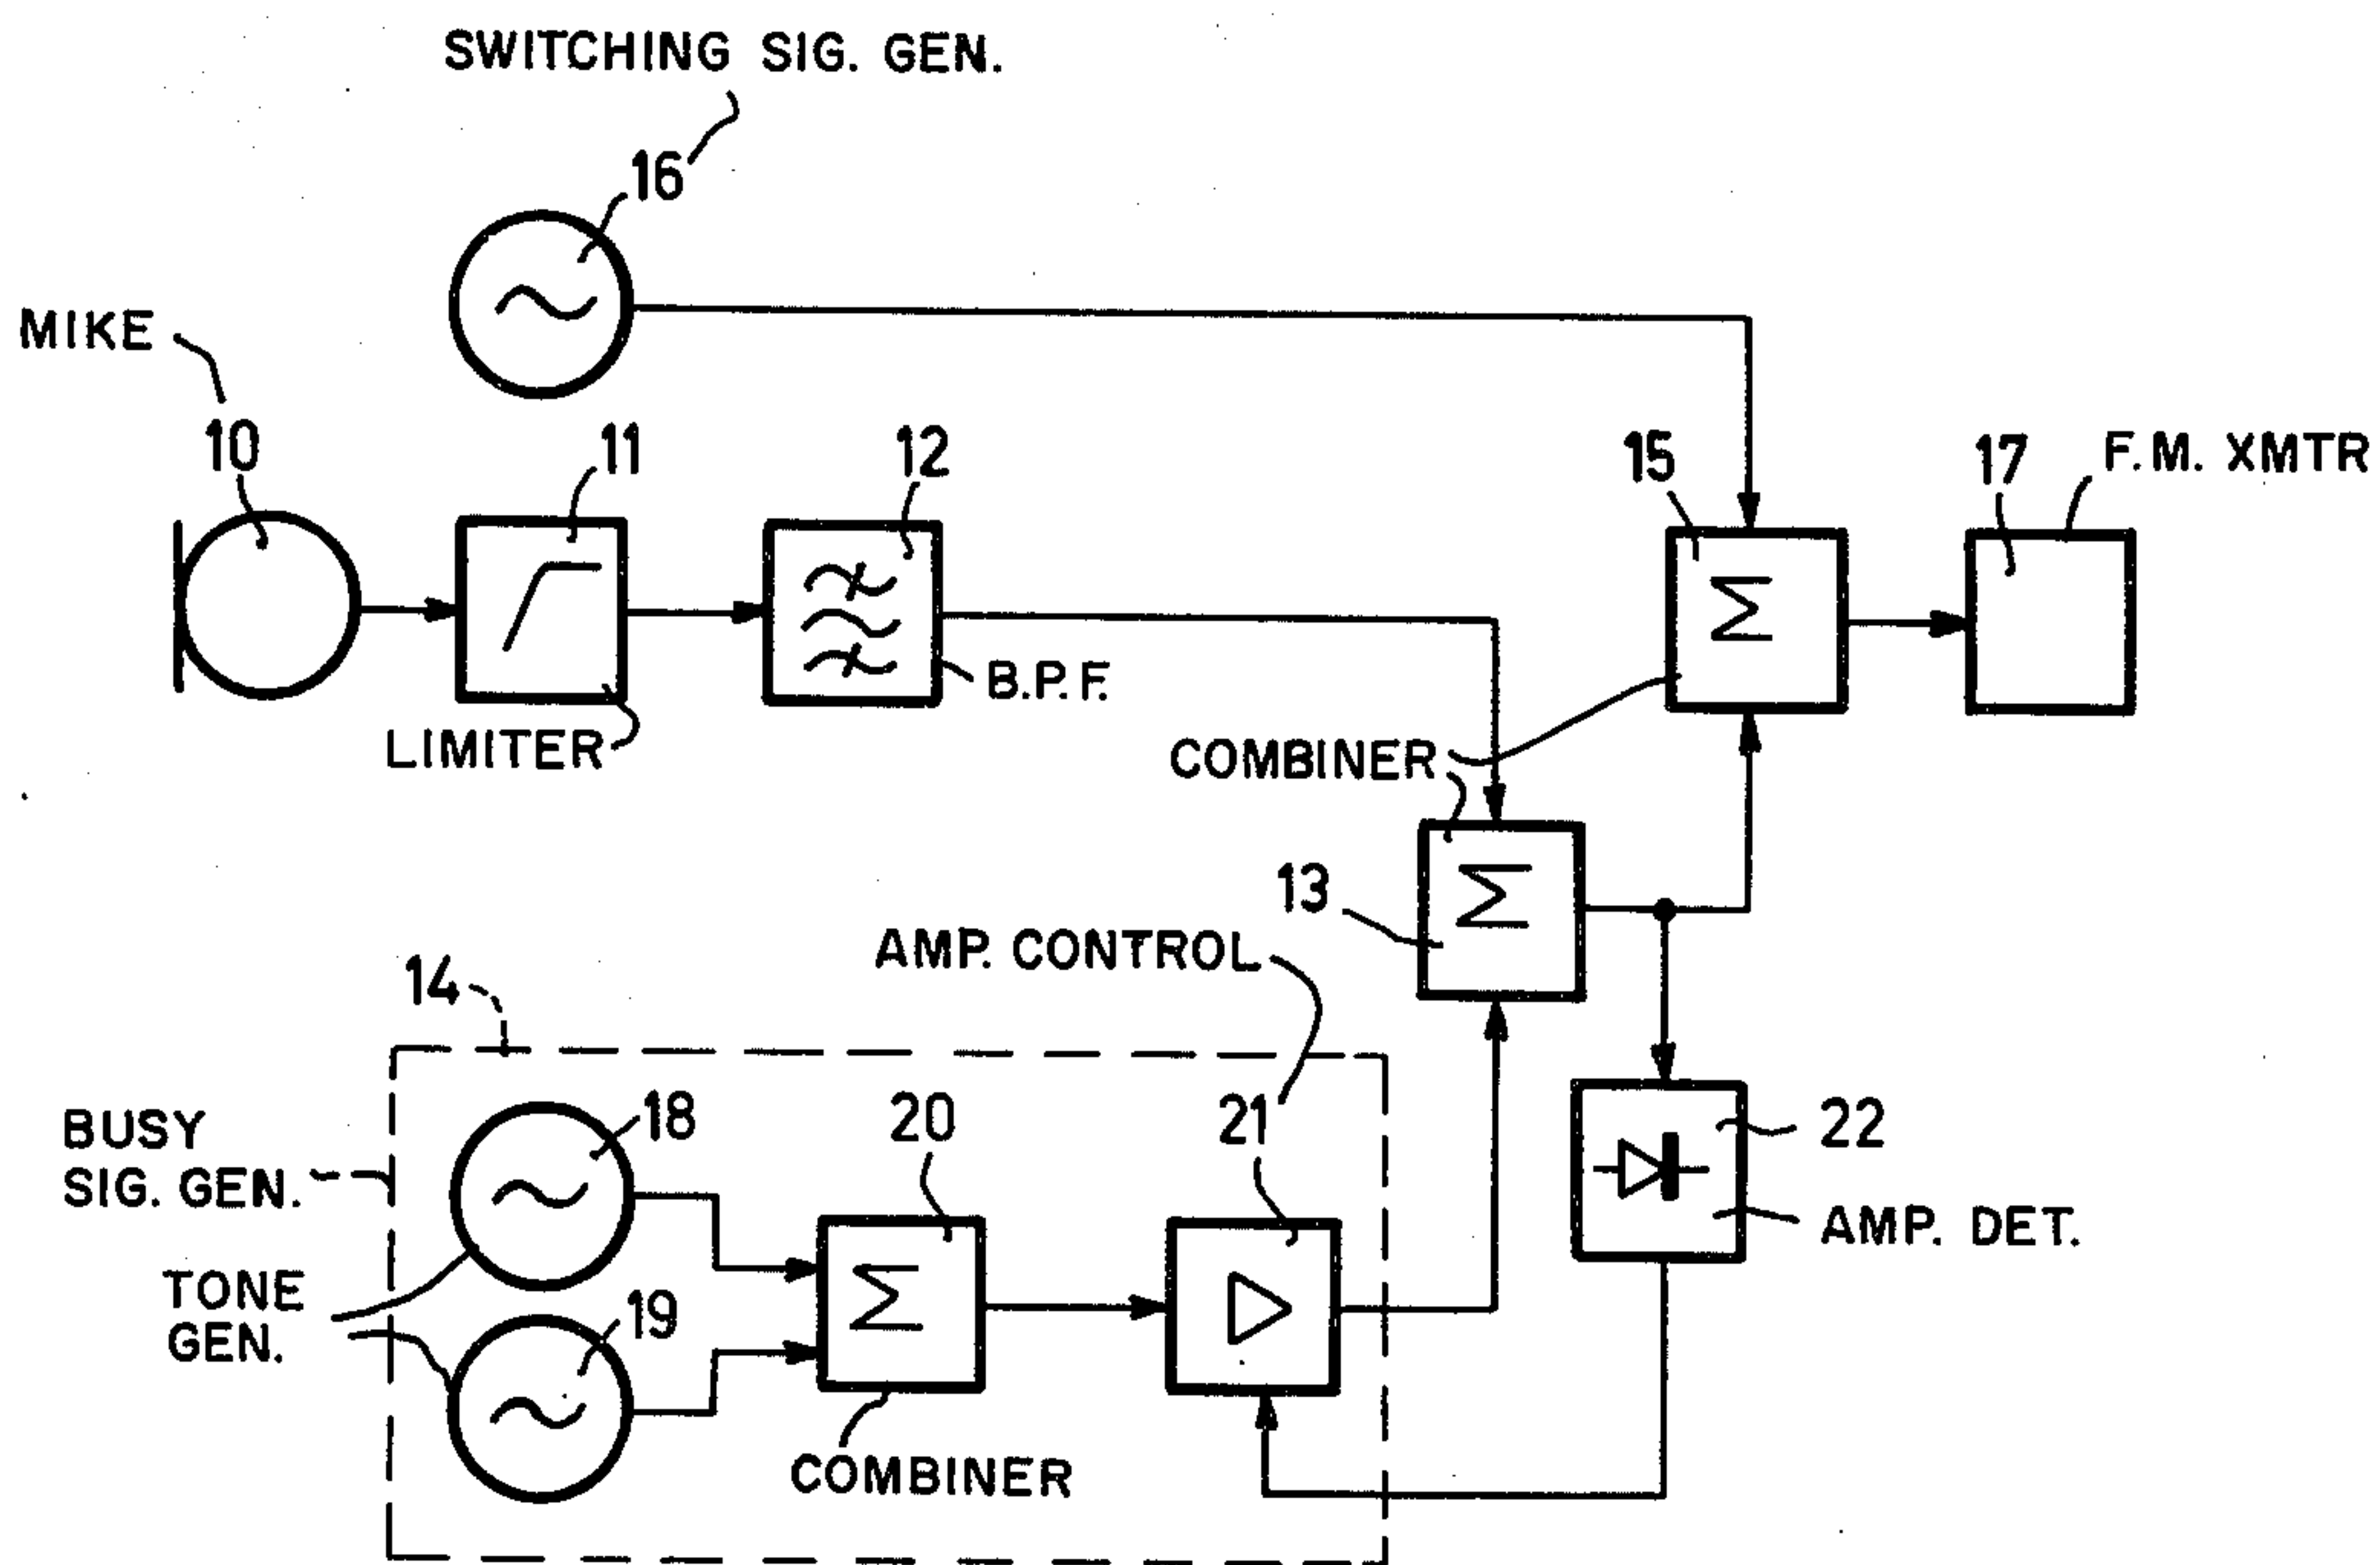 SWITCHING SIG. GEN.
16
MIKE
10
11
12
15
17
F.M. XMTR
B.P.F.
LIMITER
COMBINER
13
AMP. CONTROL
14
BUSY
SIG. GEN.
18
20
21
22
AMP. DET.
TONE
GEN.
19
COMBINER